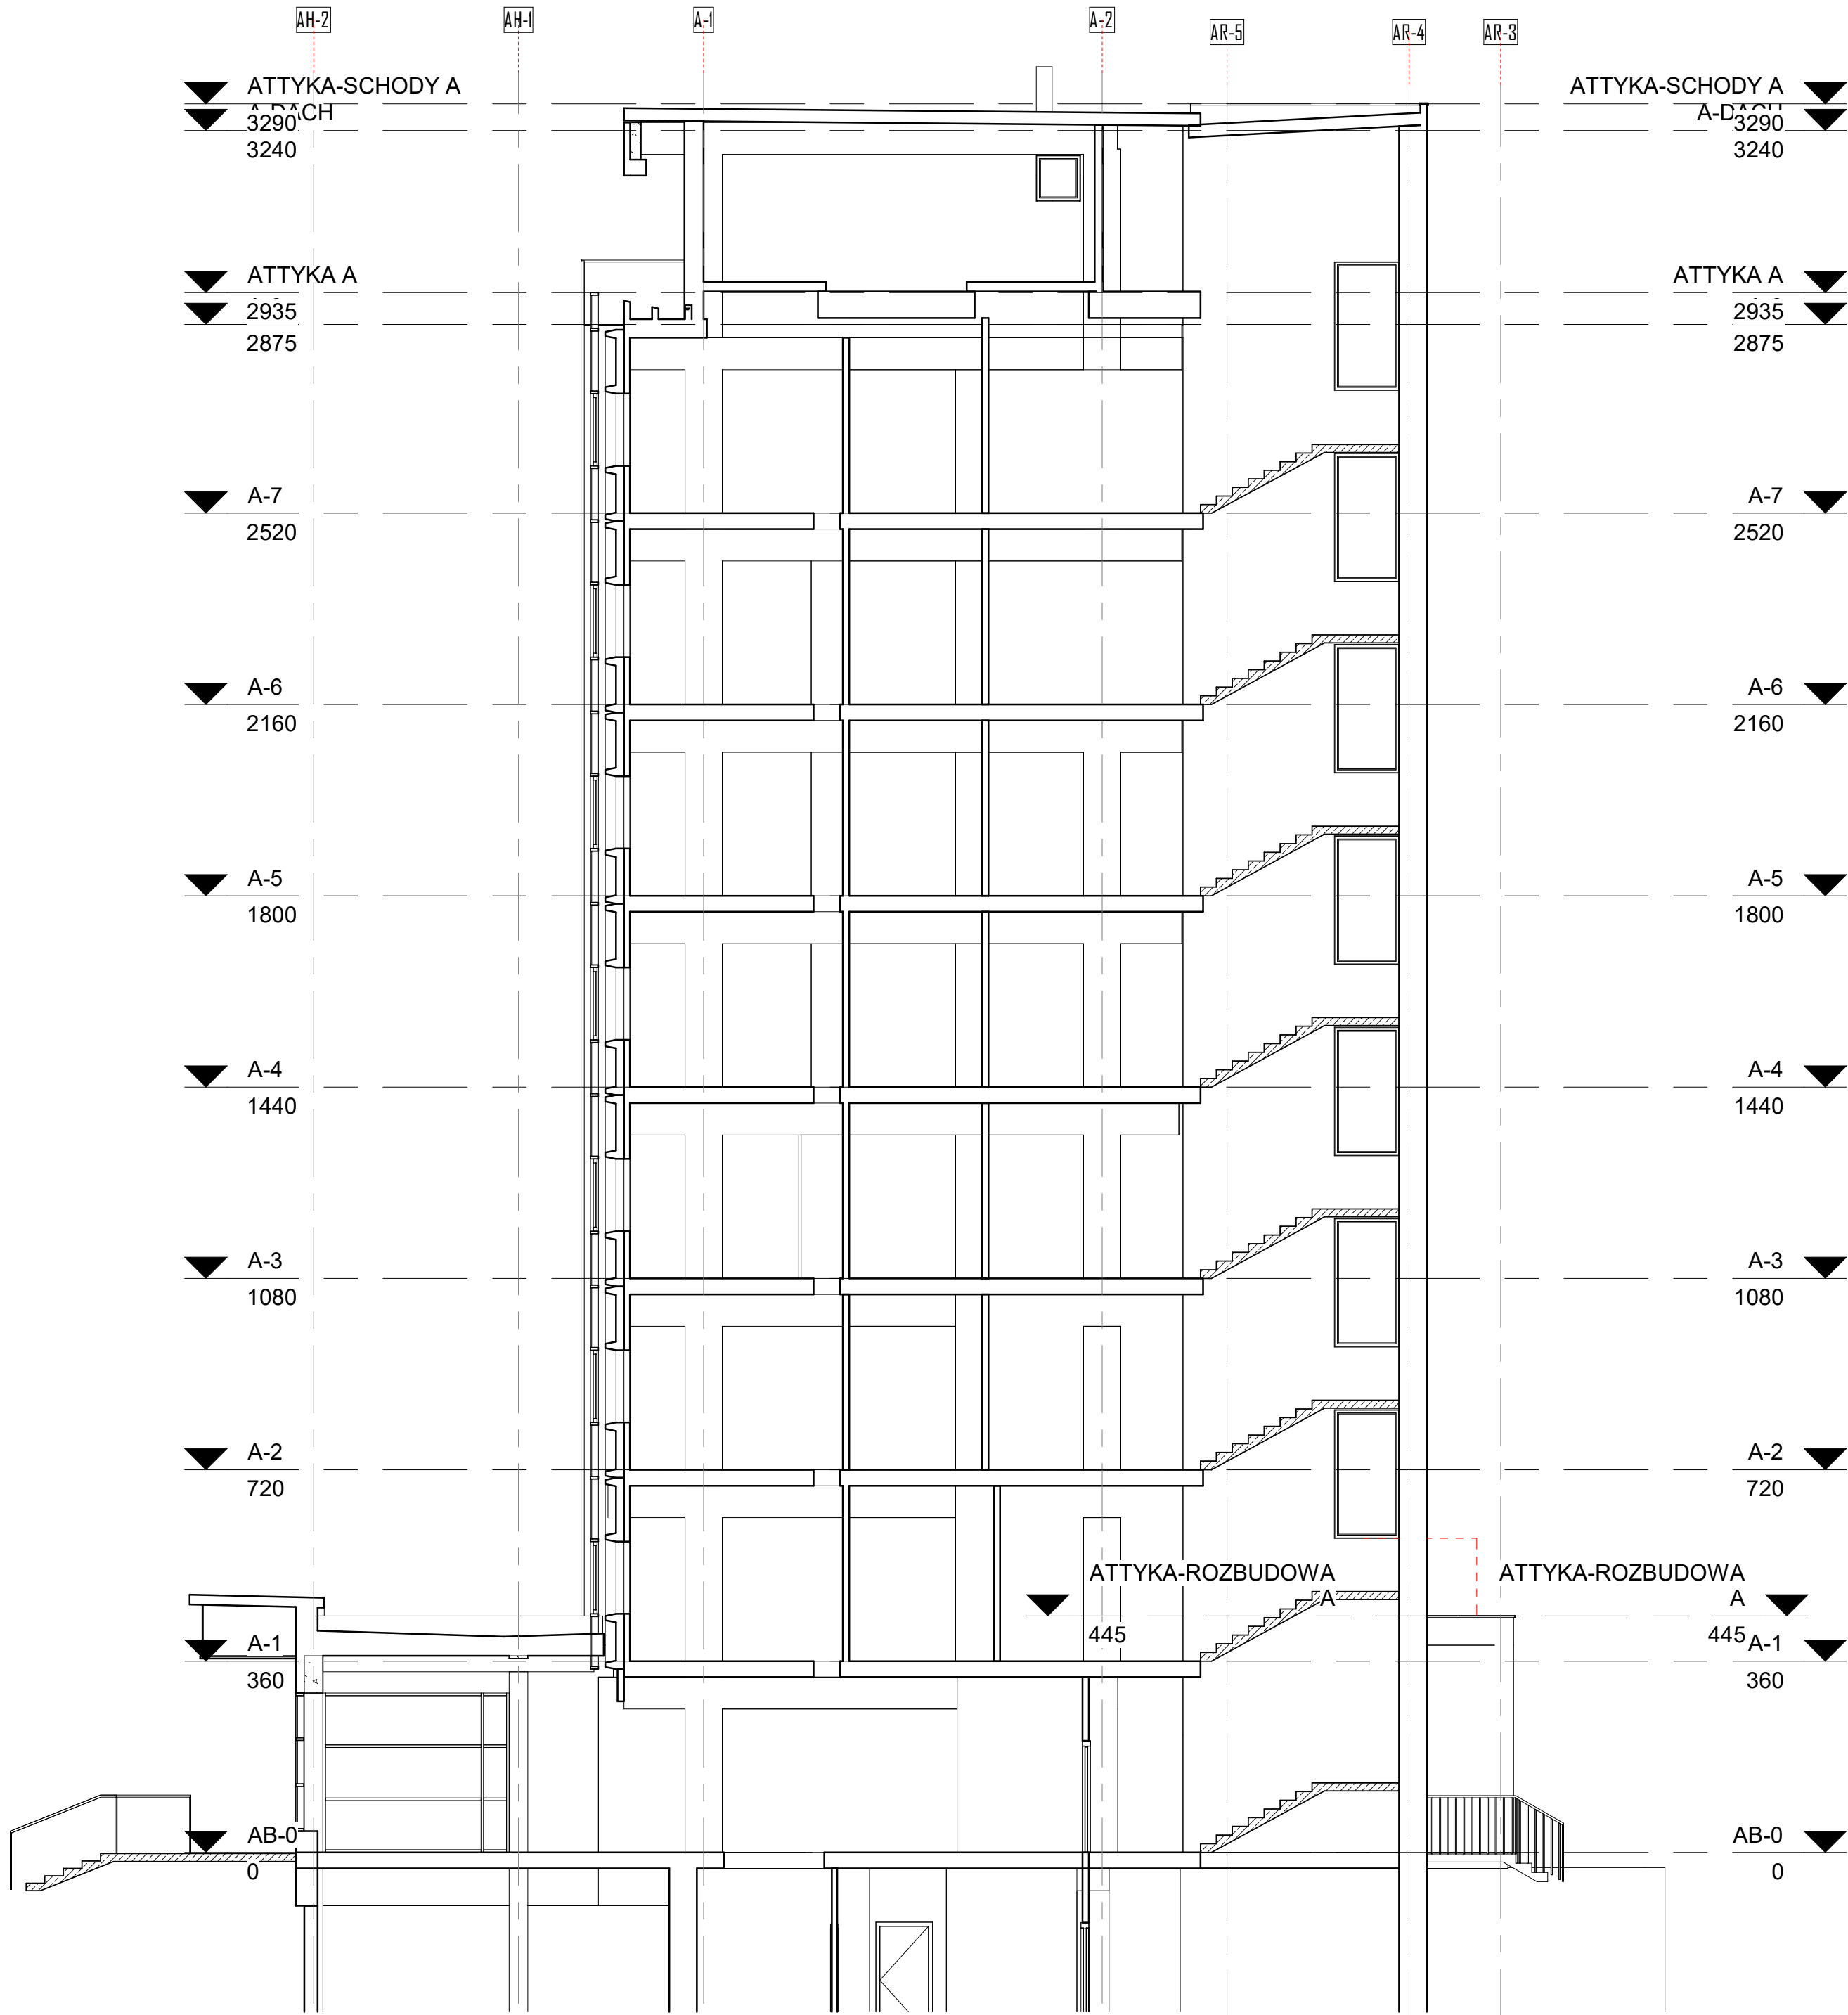 AH-2 AH-1 A-1 A-2 AR-5 AR-4 AR-3
ATTYKA-SCHODY A ATTYKA-SCHODY A
A-DACH A-DACH
3290 3290
3240 3240
ATTYKA A ATTYKA A
2935 2935
2875 2875
A-7 A-7
2520 2520
A-6 A-6
2160 2160
A-5 A-5
1800 1800
A-4 A-4
1440 1440
A-3 A-3
1080 1080
A-2 A-2
720 720
ATTYKA-ROZBUDOWA ATTYKA-ROZBUDOWA
A A
445 445
A-1 A-1
360 360
AB-0 AB-0
0 0